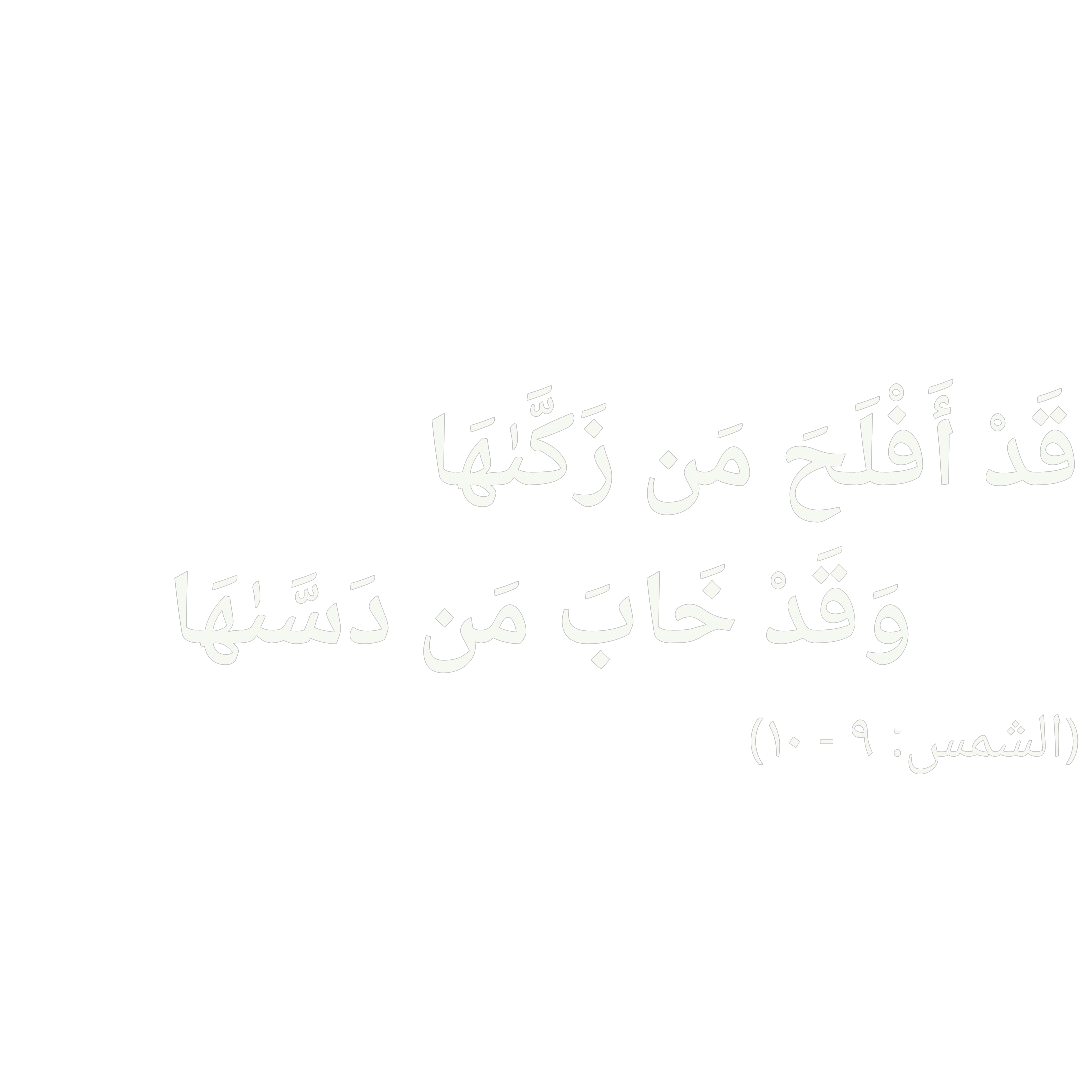 قَدْ أَفْلَحَ مَن زَكَّىٰهَا
وَقَدْ خَابَ مَن دَسَّىٰهَا
(الشمس: ٩ - ١٠)